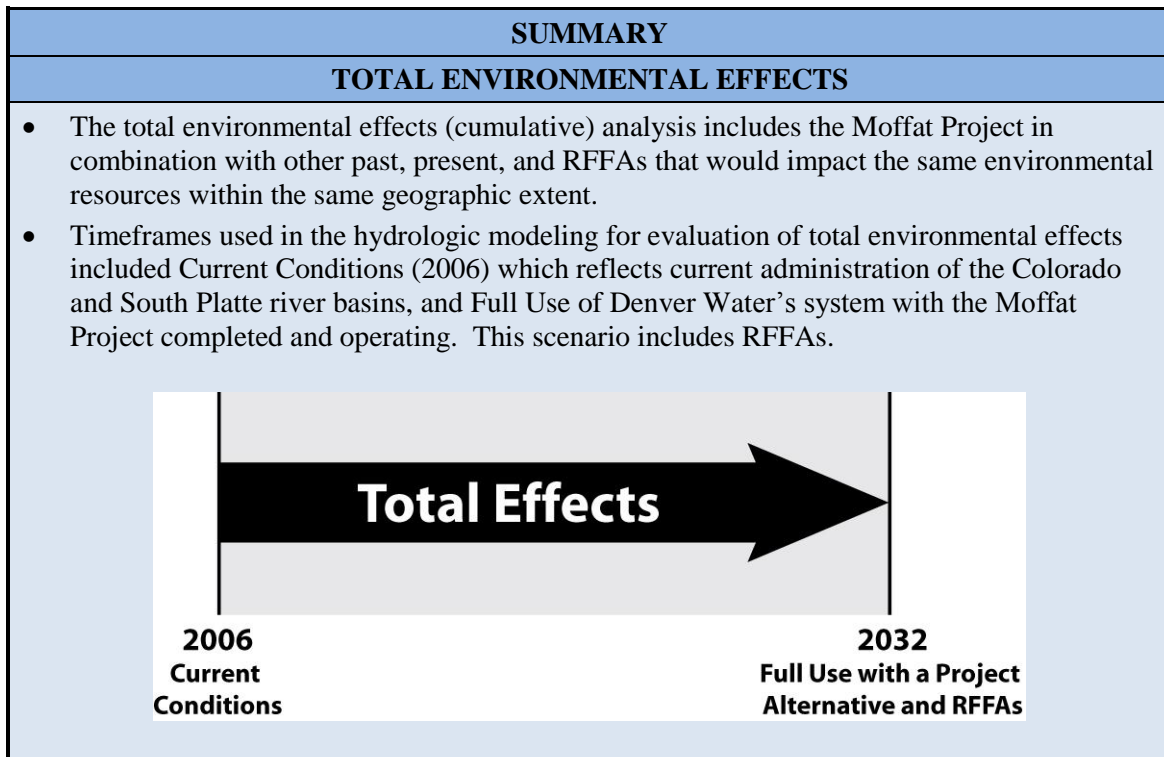 SUMMARY
TOTAL ENVIRONMENTAL EFFECTS
• The total environmental effects (cumulative) analysis includes the Moffat Project in
combination with other past, present, and RFFAs that would impact the same environmental
resources within the same geographic extent.
• Timeframes used in the hydrologic modeling for evaluation of total environmental effects
included Current Conditions (2006) which reflects current administration of the Colorado
and South Platte river basins, and Full Use of Denver Water's system with the Moffat
Project completed and operating.  This scenario includes RFFAs.
Total Effects
2006
Current
Conditions
2032
Full Use with a Project
Alternative and RFFAs